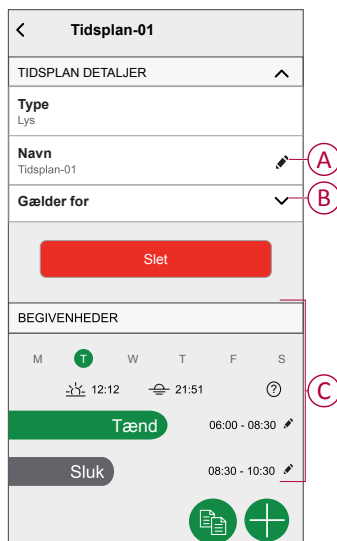 Tidsplan-01
TIDSPLAN DETALJER
Type
Lys
Navn
Tidsplan-01
A
Gælder for
B
Slet
BEGIVENHEDER
M T W T F S
12:12 21:51 ?
C
Tænd 06:00 - 08:30
Sluk 08:30 - 10:30